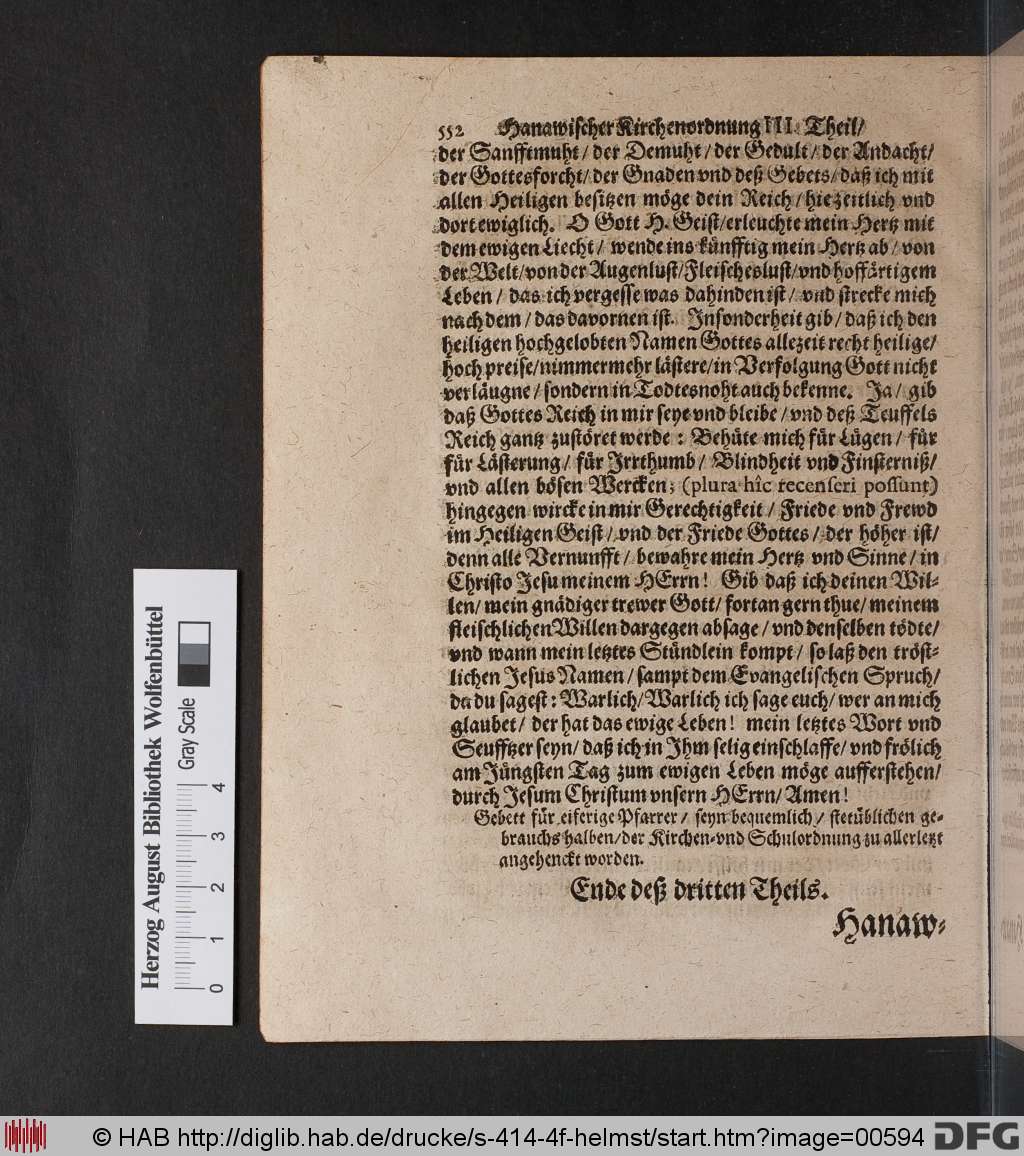 552 Hanawischer Kirchenordnung III. Theil/
der Sanfftmuht/ der Demuht/ der Gedult/ der Andacht/
der Gottesforcht/ der Gnaden vnd deß Gebets/ daß ich mit
allen Heiligen besitzen möge dein Reich/ hie zeitlich vnd
dort ewiglich. O Gott H. Geist/ erleuchte mein Hertz mit
dem ewigen Liecht/ wende ins künfftig mein Hertz ab/ von
der Welt/ von der Augenlust/ Fleischeslust/ vnd hoffärtigem
Leben/ das ich vergesse was dahinden ist/ vnd strecke mich
nach dem/ das davornen ist. Insonderheit gib/ daß ich den
heiligen hochgelobten Namen Gottes allezeit recht heilige/
hoch preise/ nimmermehr lästere/ in Verfolgung Gott nicht
verläugne/ sondern in Todtesnoht auch bekenne. Ja/ gib
daß Gottes Reich in mir seye vnd bleibe/ vnd deß Teuffels
Reich gantz zustöret werde: Behüte mich für Lügen/ für
für Lästerung/ für Irrthumb/ Blindheit vnd Finsterniß/
vnd allen bösen Wercken; (plura hîc recenseri possunt)
hingegen wircke in mir Gerechtigkeit/ Friede vnd Frewd
im Heiligen Geist/ vnd der Friede Gottes/ der höher ist/
denn alle Vernunfft/ bewahre mein Hertz vnd Sinne/ in
Christo Jesu meinem HErrn! Gib daß ich deinen Wil-
len/ mein gnädiger trewer Gott/ fortan gern thue/ meinem
fleischlichen Willen dargegen absage/ vnd denselben tödte/
vnd wann mein letztes Stündlein kompt/ so laß den tröst-
lichen Jesus Namen/ sampt dem Evangelischen Spruch/
da du sagest: Warlich/ Warlich ich sage euch/ wer an mich
glaubet/ der hat das ewige Leben! mein letztes Wort vnd
Seufftzer seyn/ daß ich in Ihm selig einschlaffe/ vnd frölich
am Jüngsten Tag zum ewigen Leben möge aufferstehen/
durch Jesum Christum vnsern HErrn/ Amen!
Gebett für eiferige Pfarrer/ seyn bequemlich/ stetüblichen ge-
brauchs halben/ der Kirchen- vnd Schulordnung zu allerletzt
angehenckt worden.
Ende deß dritten Theils.
Hanaw-
Herzog August Bibliothek Wolfenbüttel
Gray Scale
0 1 2 3 4
© HAB http://diglib.hab.de/drucke/s-414-4f-helmst/start.htm?image=00594 DFG